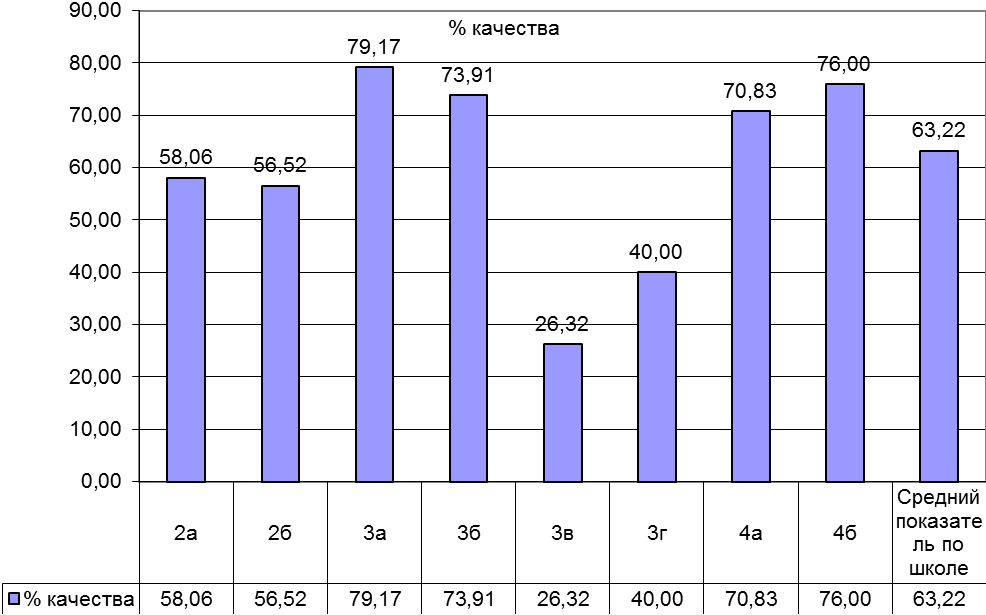 % качества
90,00
80,00
70,00
60,00
50,00
40,00
30,00
20,00
10,00
0,00
58,06
56,52
79,17
73,91
26,32
40,00
70,83
76,00
63,22
2а 2б 3а 3б 3в 3г 4а 4б
Средний
показате
ль по
школе
% качества 58,06 56,52 79,17 73,91 26,32 40,00 70,83 76,00 63,22